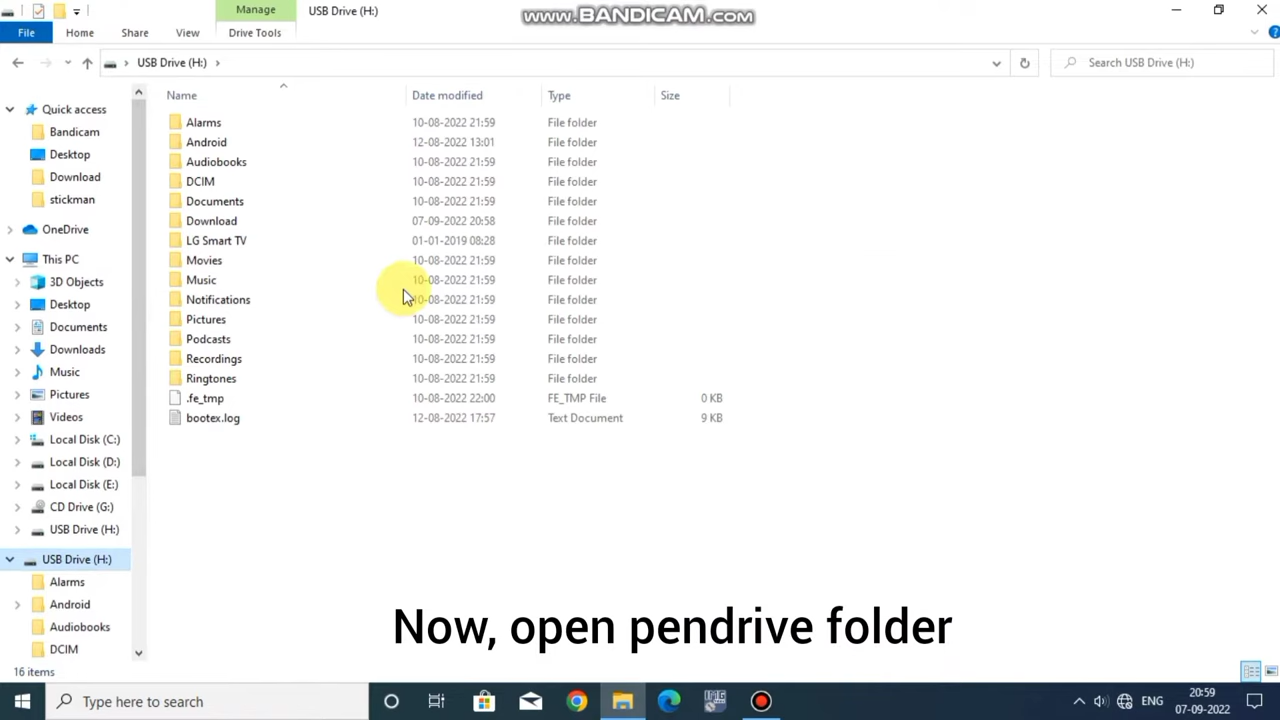 Manage
USB Drive (H:)
www.BANDICAM.com
File
Home
Share
View
Drive Tools
USB Drive (H:)
Search USB Drive (H:)
Quick access
Bandicam
Desktop
Download
stickman
OneDrive
This PC
3D Objects
Desktop
Documents
Downloads
Music
Pictures
Videos
Local Disk (C:)
Local Disk (D:)
Local Disk (E:)
CD Drive (G:)
USB Drive (H:)
USB Drive (H:)
Alarms
Android
Audiobooks
DCIM
Name Date modified Type Size
Alarms 10-08-2022 21:59 File folder
Android 12-08-2022 13:01 File folder
Audiobooks 10-08-2022 21:59 File folder
DCIM 10-08-2022 21:59 File folder
Documents 10-08-2022 21:59 File folder
Download 07-09-2022 20:58 File folder
LG Smart TV 01-01-2019 08:28 File folder
Movies 10-08-2022 21:59 File folder
Music 10-08-2022 21:59 File folder
Notifications 10-08-2022 21:59 File folder
Pictures 10-08-2022 21:59 File folder
Podcasts 10-08-2022 21:59 File folder
Recordings 10-08-2022 21:59 File folder
Ringtones 10-08-2022 21:59 File folder
.fe_tmp 10-08-2022 22:00 FE_TMP File 0 KB
bootex.log 12-08-2022 17:57 Text Document 9 KB
Now, open pendrive folder
16 items
Type here to search
ENG
20:59
07-09-2022